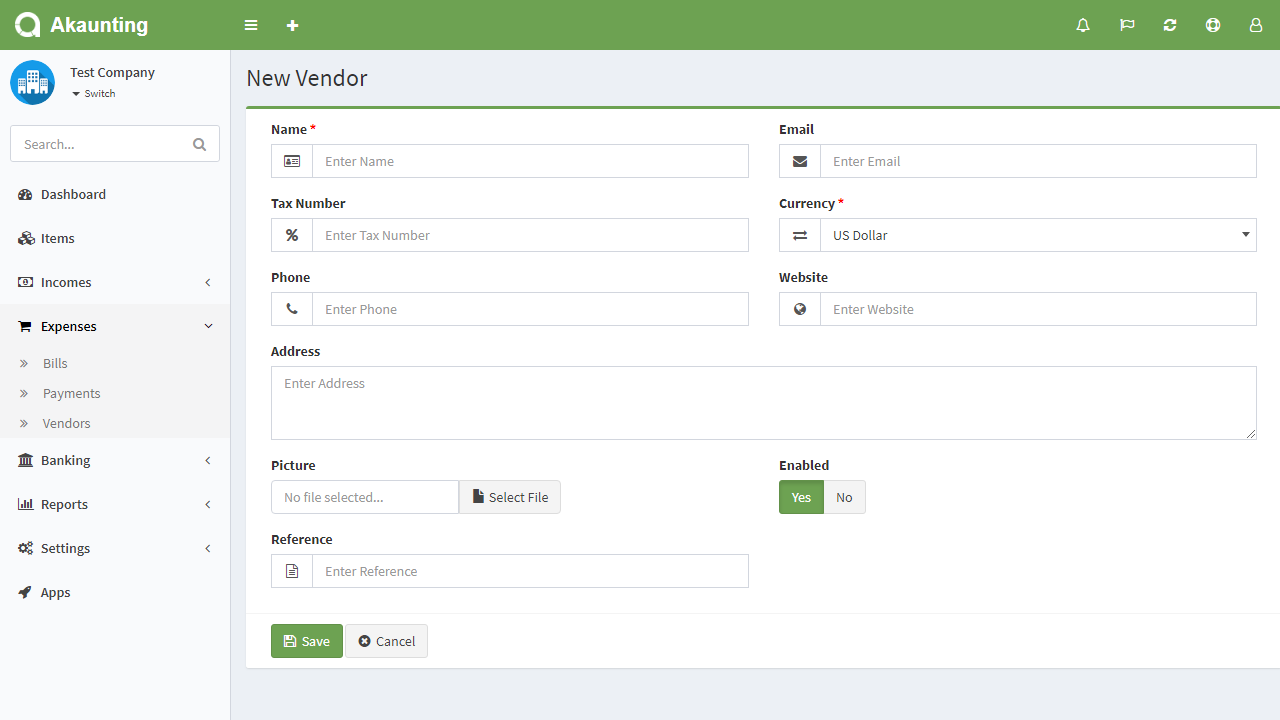 Akaunting
Test Company
Switch
Search...
Dashboard
Items
Incomes
Expenses
Bills
Payments
Vendors
Banking
Reports
Settings
Apps
New Vendor
Name *
Email
Enter Name
Enter Email
Tax Number
Currency *
Enter Tax Number
US Dollar
Phone
Website
Enter Phone
Enter Website
Address
Enter Address
Picture
Enabled
No file selected...
Select File
Yes
No
Reference
Enter Reference
Save
Cancel